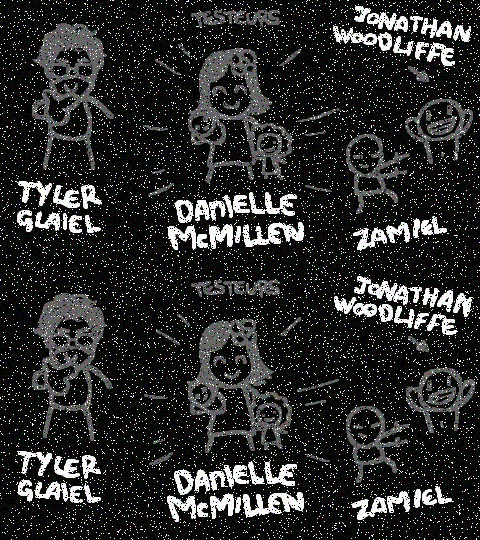 TESTEURS
JONATHAN
WOODLIFFE
TYLER
GLAIEL
DANIELLE
McMILLEN
ZAMIEL
TESTEURS
JONATHAN
WOODLIFFE
TYLER
GLAIEL
DANIELLE
McMILLEN
ZAMIEL